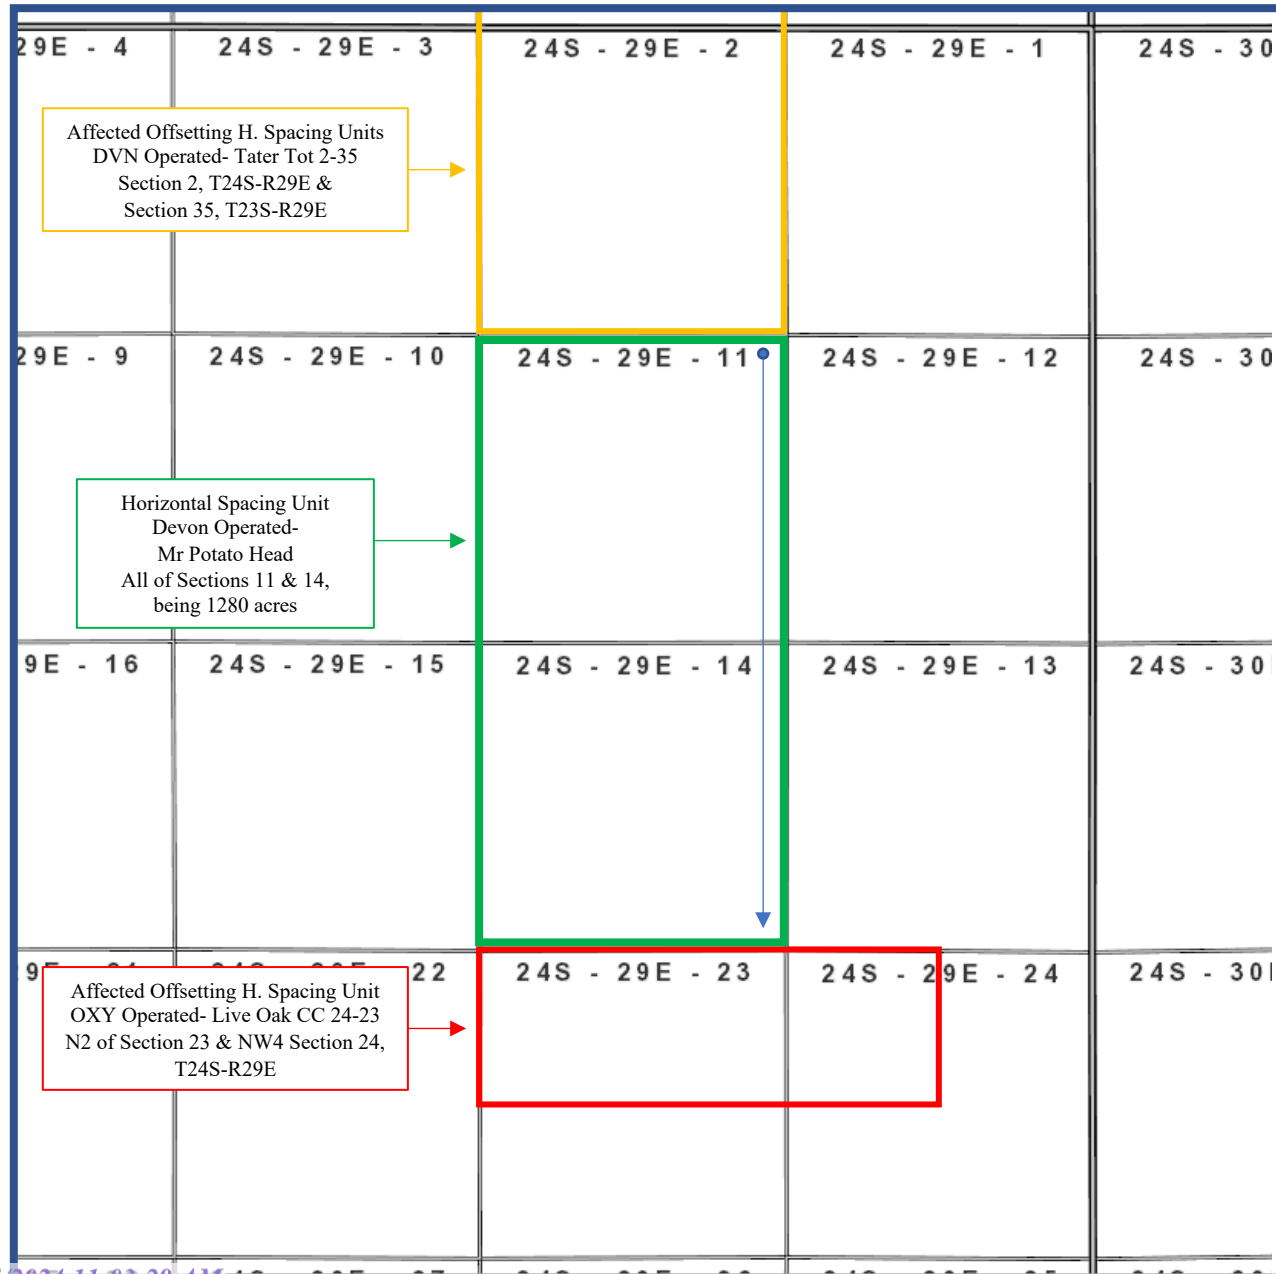 29E - 4
24S - 29E - 3
24S - 29E - 2
24S - 29E - 1
24S - 30
Affected Offsetting H. Spacing Units
DVN Operated- Tater Tot 2-35
Section 2, T24S-R29E &
Section 35, T23S-R29E
29E - 9
24S - 29E - 10
24S - 29E - 11
24S - 29E - 12
24S - 30
Horizontal Spacing Unit
Devon Operated-
Mr Potato Head
All of Sections 11 & 14,
being 1280 acres
9E - 16
24S - 29E - 15
24S - 29E - 14
24S - 29E - 13
24S - 30
22
24S - 29E - 23
24S - 29E - 24
24S - 30
Affected Offsetting H. Spacing Unit
OXY Operated- Live Oak CC 24-23
N2 of Section 23 & NW4 Section 24,
T24S-R29E